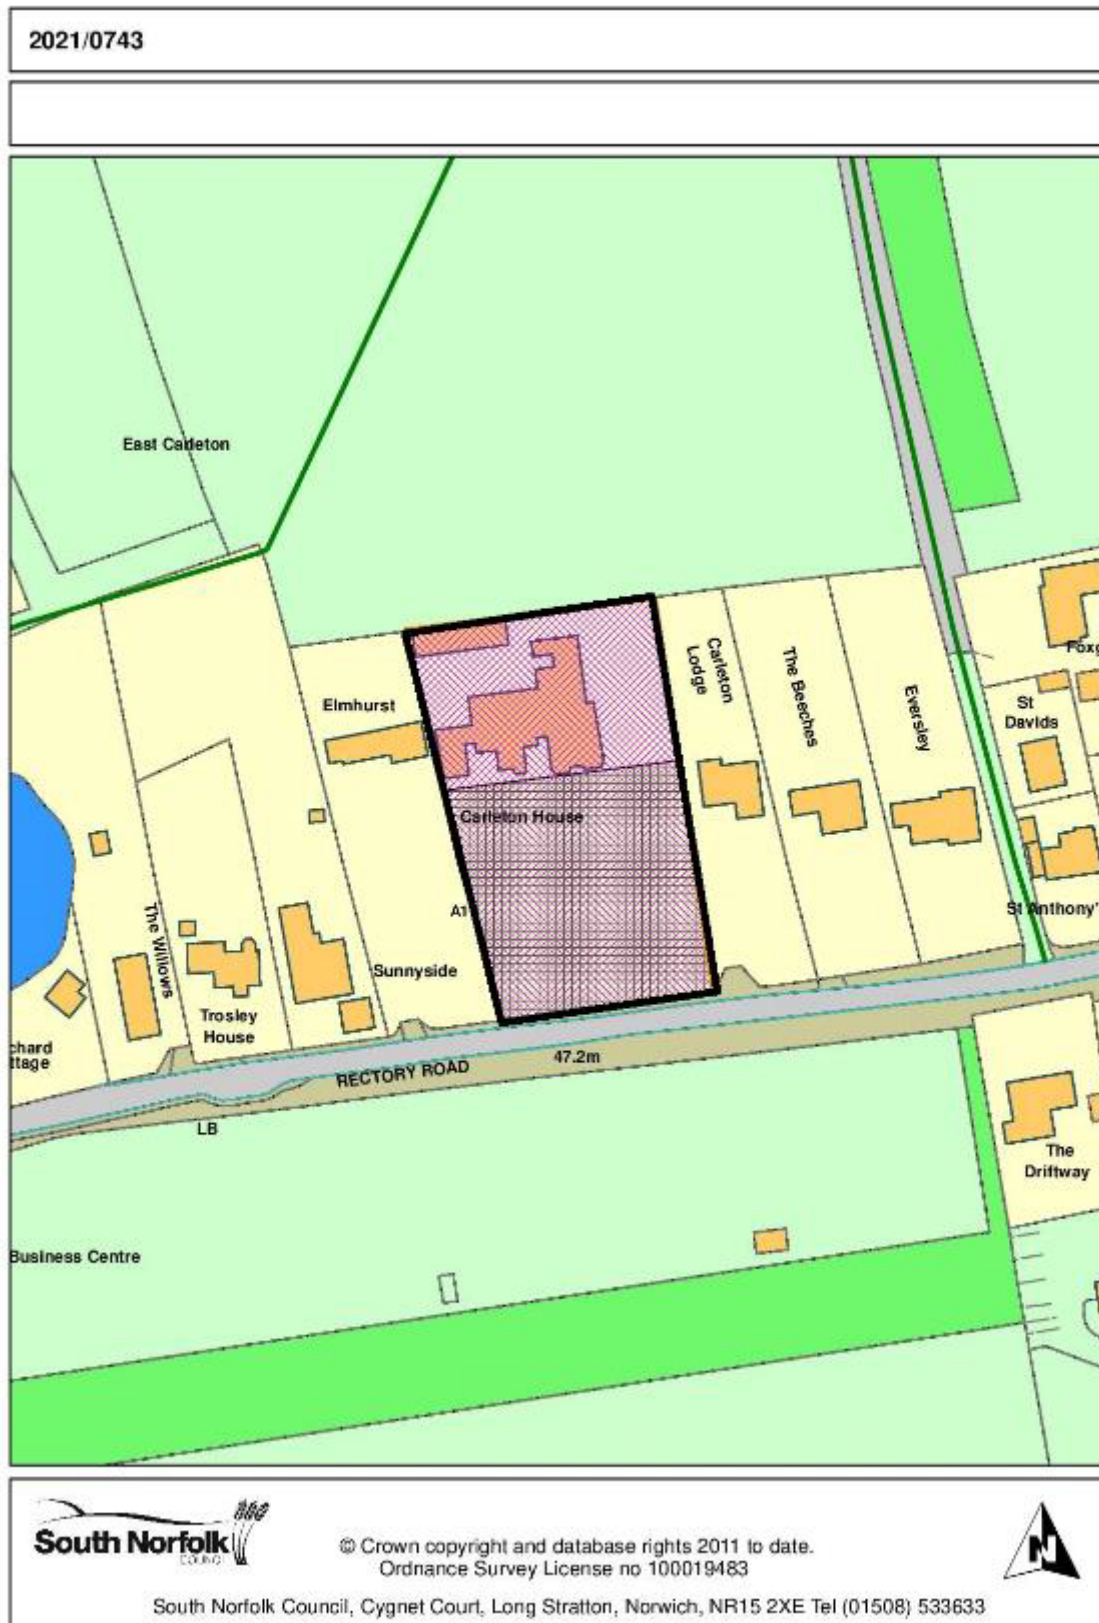 2021/0743
East Carleton
Elmhurst
Carleton
Lodge
The Beeches
Eversley
St
Davids
Carleton House
St Anthony'
The Willows
Sunnyside
Trosley
House
RECTORY ROAD
47.2m
LB
The
Driftway
Business Centre
South Norfolk
COUNCIL
© Crown copyright and database rights 2011 to date.
Ordnance Survey License no 100019483
N
South Norfolk Council, Cygnet Court, Long Stratton, Norwich, NR15 2XE Tel (01508) 533633